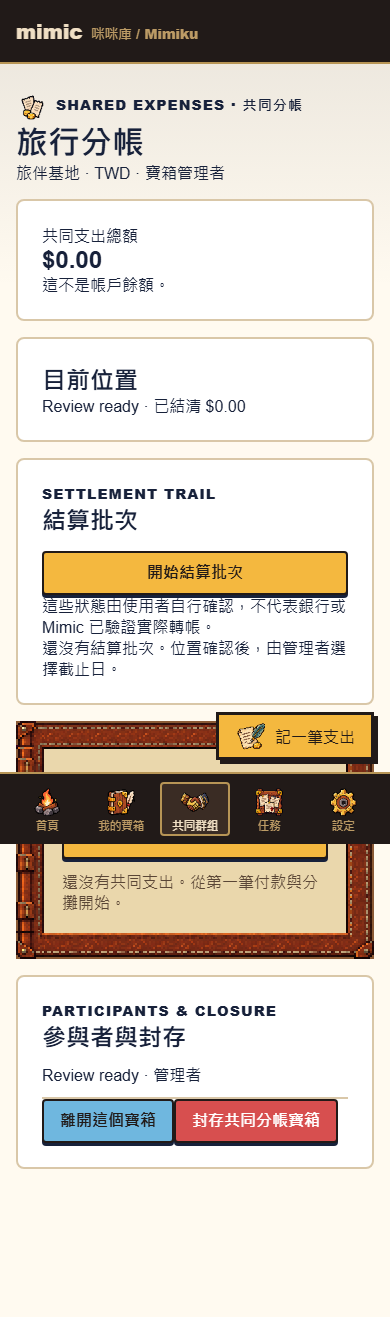 mimic 咪咪庫 / Mimiku
SHARED EXPENSES · 共同分帳
旅行分帳
旅伴基地 · TWD · 寶箱管理者
共同支出總額
$0.00
這不是帳戶餘額。
目前位置
Review ready · 已結清 $0.00
SETTLEMENT TRAIL
結算批次
開始結算批次
這些狀態由使用者自行確認，不代表銀行或
Mimic 已驗證實際轉帳。
還沒有結算批次。位置確認後，由管理者選
擇截止日。
記一筆支出
首頁
我的寶箱
共同群組
任務
設定
還沒有共同支出。從第一筆付款與分
攤開始。
PARTICIPANTS & CLOSURE
參與者與封存
Review ready · 管理者
離開這個寶箱
封存共同分帳寶箱